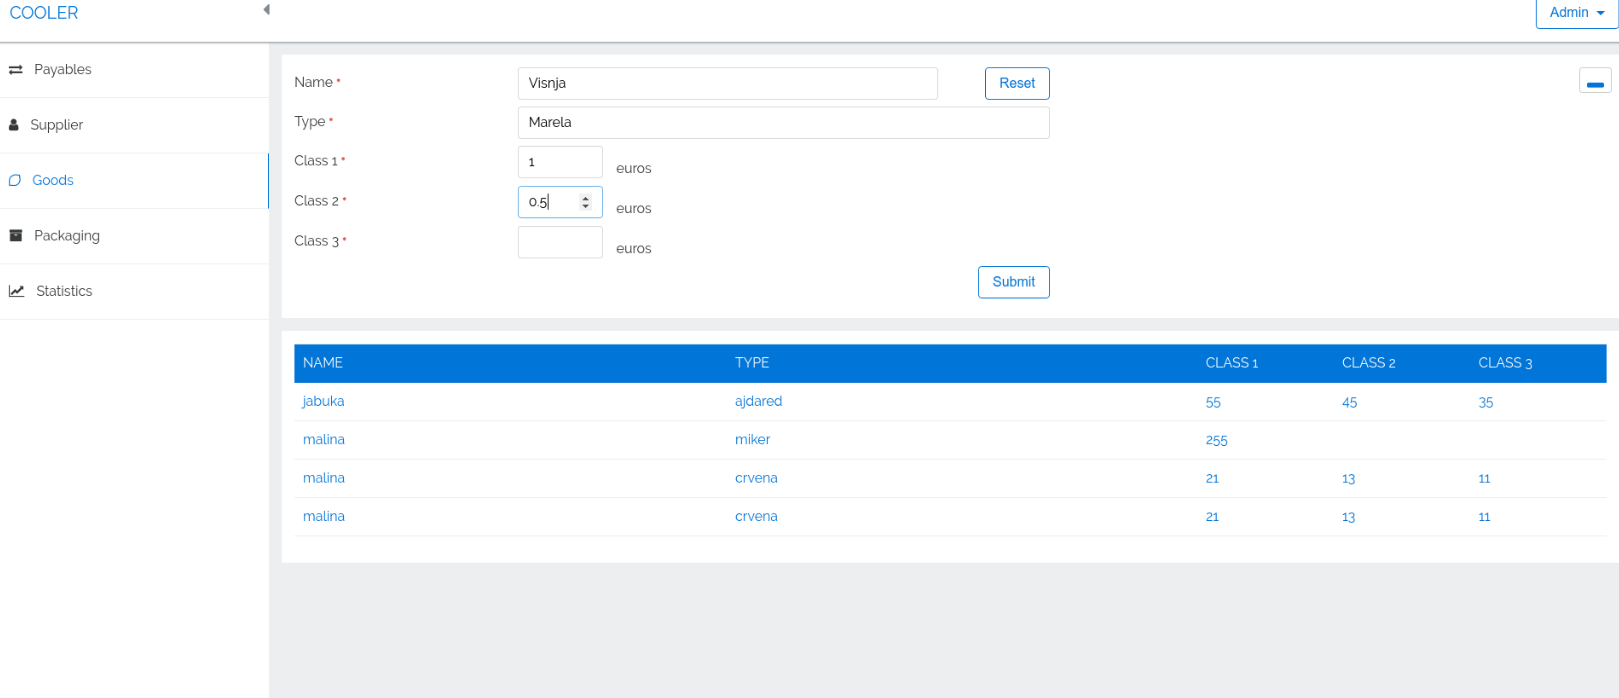 COOLER
Admin
Payables
Supplier
Goods
Packaging
Statistics
Name * Visnja Reset
Type * Marela
Class 1 * 1 euros
Class 2 * 0.5 euros
Class 3 * euros
Submit
NAME TYPE CLASS 1 CLASS 2 CLASS 3
jabuka ajdared 55 45 35
malina miker 255
malina crvena 21 13 11
malina crvena 21 13 11